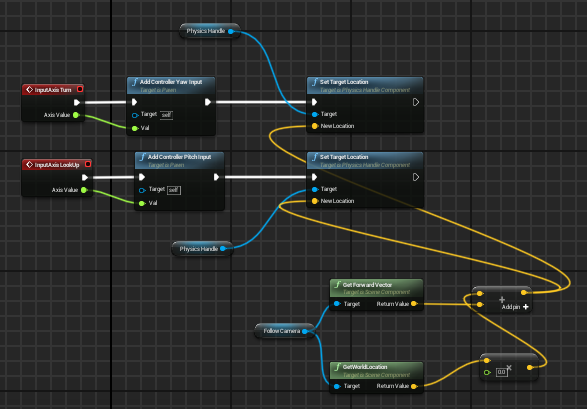 Physics Handle
InputAxis Turn
Axis Value
Add Controller Yaw Input
Target is Pawn
Target self
Val
Set Target Location
Target is Physics Handle Component
Target
New Location
InputAxis LookUp
Axis Value
Add Controller Pitch Input
Target is Pawn
Target self
Val
Set Target Location
Target is Physics Handle Component
Target
New Location
Physics Handle
Get Forward Vector
Target is Scene Component
Target Return Value
+
Add pin +
Follow Camera
GetWorldLocation
Target is Scene Component
Target Return Value
0.0
×